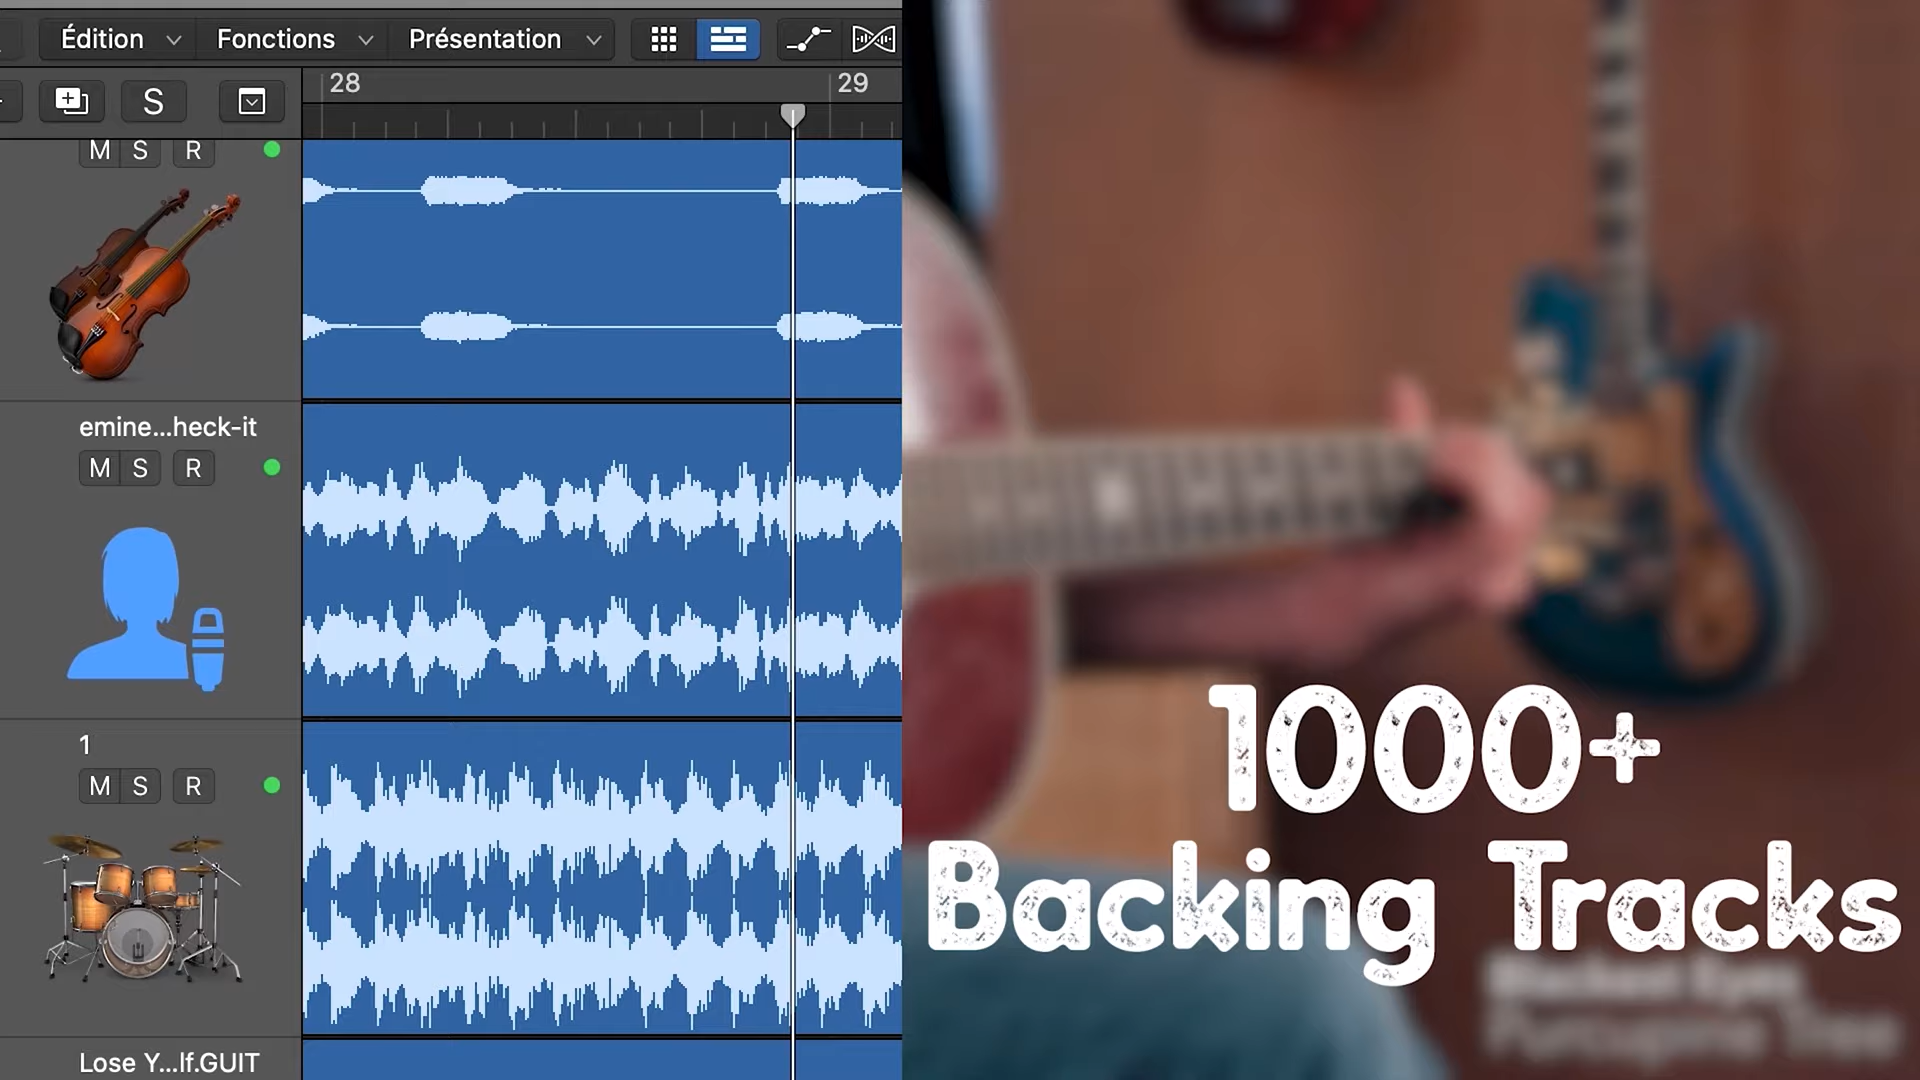 Édition Fonctions Présentation
S
28 29
M S R
emine...heck-it
M S R
1
M S R
Lose Y...lf.GUIT
1000+
Backing Tracks